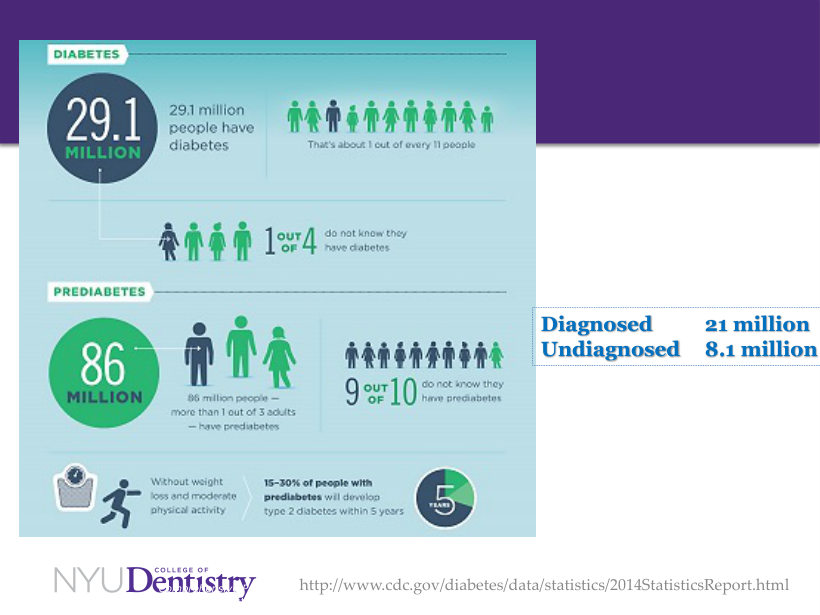 DIABETES
29.1
MILLION
29.1 million
people have
diabetes
That's about 1 out of every 11 people
1 OUT OF 4
do not know they
have diabetes
PREDIABETES
86
MILLION
86 million people —
more than 1 out of 3 adults
— have prediabetes
9 OUT OF 10
do not know they
have prediabetes
Diagnosed 21 million
Undiagnosed 8.1 million
Without weight
loss and moderate
physical activity
15–30% of people with
prediabetes will develop
type 2 diabetes within 5 years
5
YEARS
COLLEGE OF
NYU Dentistry
http://www.cdc.gov/diabetes/data/statistics/2014StatisticsReport.html